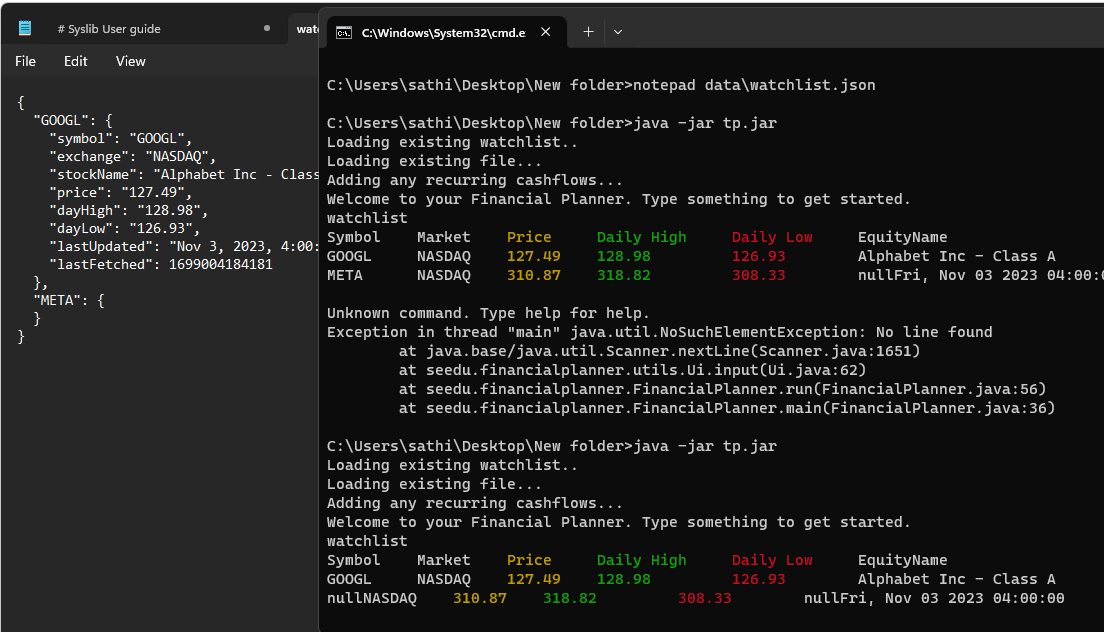 # Syslib User guide
watc
File Edit View
{
"GOOGL": {
"symbol": "GOOGL",
"exchange": "NASDAQ",
"stockName": "Alphabet Inc - Class
"price": "127.49",
"dayHigh": "128.98",
"dayLow": "126.93",
"lastUpdated": "Nov 3, 2023, 4:00:
"lastFetched": 1699004184181
},
"META": {
}
}
C:\Windows\System32\cmd.e
C:\Users\sathi\Desktop\New folder>notepad data\watchlist.json
C:\Users\sathi\Desktop\New folder>java -jar tp.jar
Loading existing watchlist..
Loading existing file...
Adding any recurring cashflows...
Welcome to your Financial Planner. Type something to get started.
watchlist
Symbol Market Price Daily High Daily Low EquityName
GOOGL NASDAQ 127.49 128.98 126.93 Alphabet Inc - Class A
META NASDAQ 310.87 318.82 308.33 nullFri, Nov 03 2023 04:00:0
Unknown command. Type help for help.
Exception in thread "main" java.util.NoSuchElementException: No line found
at java.base/java.util.Scanner.nextLine(Scanner.java:1651)
at seedu.financialplanner.utils.Ui.input(Ui.java:62)
at seedu.financialplanner.FinancialPlanner.run(FinancialPlanner.java:56)
at seedu.financialplanner.FinancialPlanner.main(FinancialPlanner.java:36)
C:\Users\sathi\Desktop\New folder>java -jar tp.jar
Loading existing watchlist..
Loading existing file...
Adding any recurring cashflows...
Welcome to your Financial Planner. Type something to get started.
watchlist
Symbol Market Price Daily High Daily Low EquityName
GOOGL NASDAQ 127.49 128.98 126.93 Alphabet Inc - Class A
nullNASDAQ 310.87 318.82 308.33 nullFri, Nov 03 2023 04:00:00